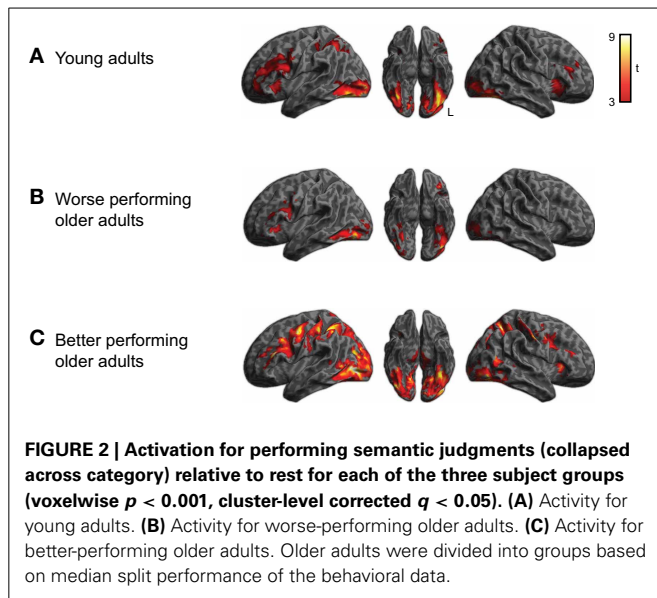 A Young adults
9
t
3
L
B Worse performing
older adults
C Better performing
older adults
FIGURE 2 | Activation for performing semantic judgments (collapsed
across category) relative to rest for each of the three subject groups
(voxelwise p < 0.001, cluster-level corrected q < 0.05). (A) Activity for
young adults. (B) Activity for worse-performing older adults. (C) Activity for
better-performing older adults. Older adults were divided into groups based
on median split performance of the behavioral data.